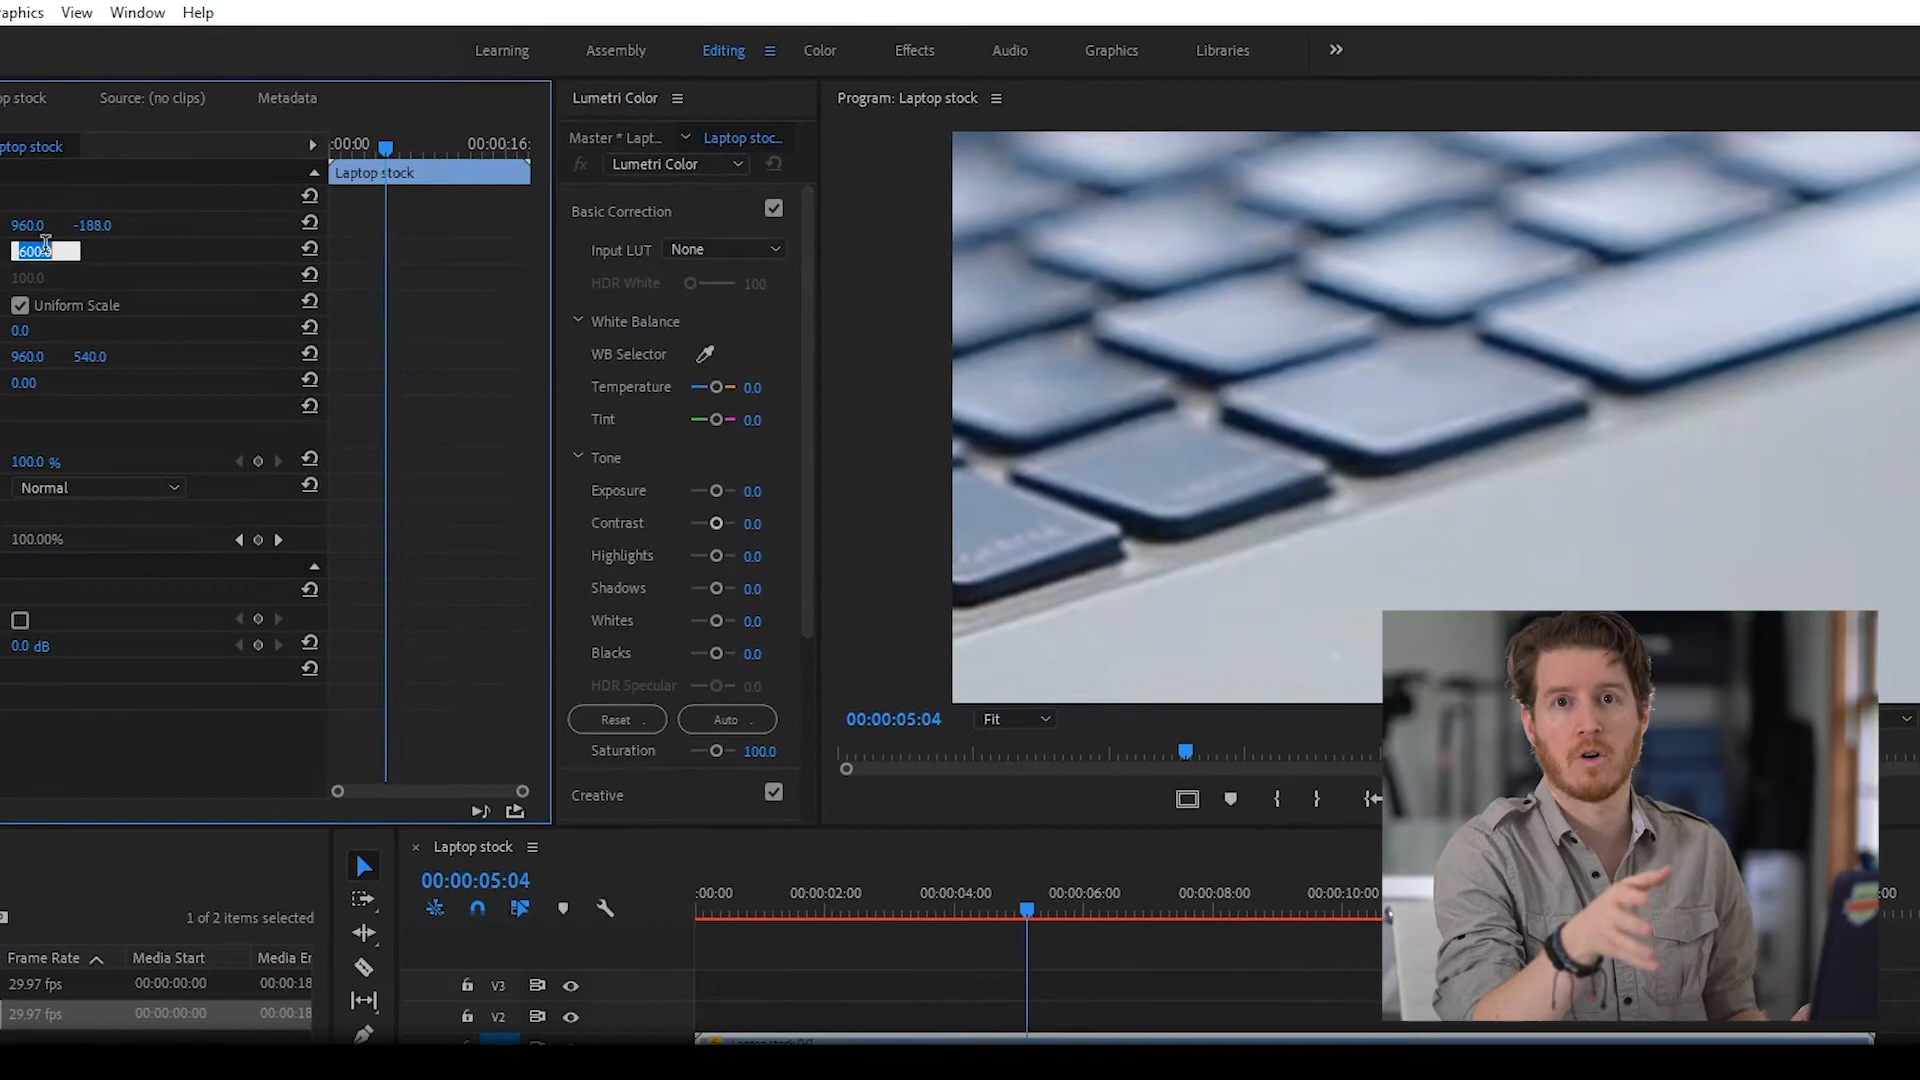 aphics View Window Help
Learning Assembly Editing Color Effects Audio Graphics Libraries
op stock Source: (no clips) Metadata
ptop stock
:00:00 00:00:16:
Laptop stock
960.0 -188.0
600.0
100.0
Uniform Scale
0.0
960.0 540.0
0.00
100.0 %
Normal
100.00%
0.0 dB
Lumetri Color
Master * Lapt... Laptop stoc...
fx Lumetri Color
Basic Correction
Input LUT None
HDR White 100
White Balance
WB Selector
Temperature 0.0
Tint 0.0
Tone
Exposure 0.0
Contrast 0.0
Highlights 0.0
Shadows 0.0
Whites 0.0
Blacks 0.0
HDR Specular 0.0
Reset Auto
Saturation 100.0
Creative
Program: Laptop stock
00:00:05:04 Fit
1 of 2 items selected
Frame Rate Media Start Media En
29.97 fps 00:00:00:00 00:00:18
29.97 fps 00:00:00:00 00:00:18
× Laptop stock
00:00:05:04
:00:00 00:00:02:00 00:00:04:00 00:00:06:00 00:00:08:00 00:00:10:00 :00
V3
V2